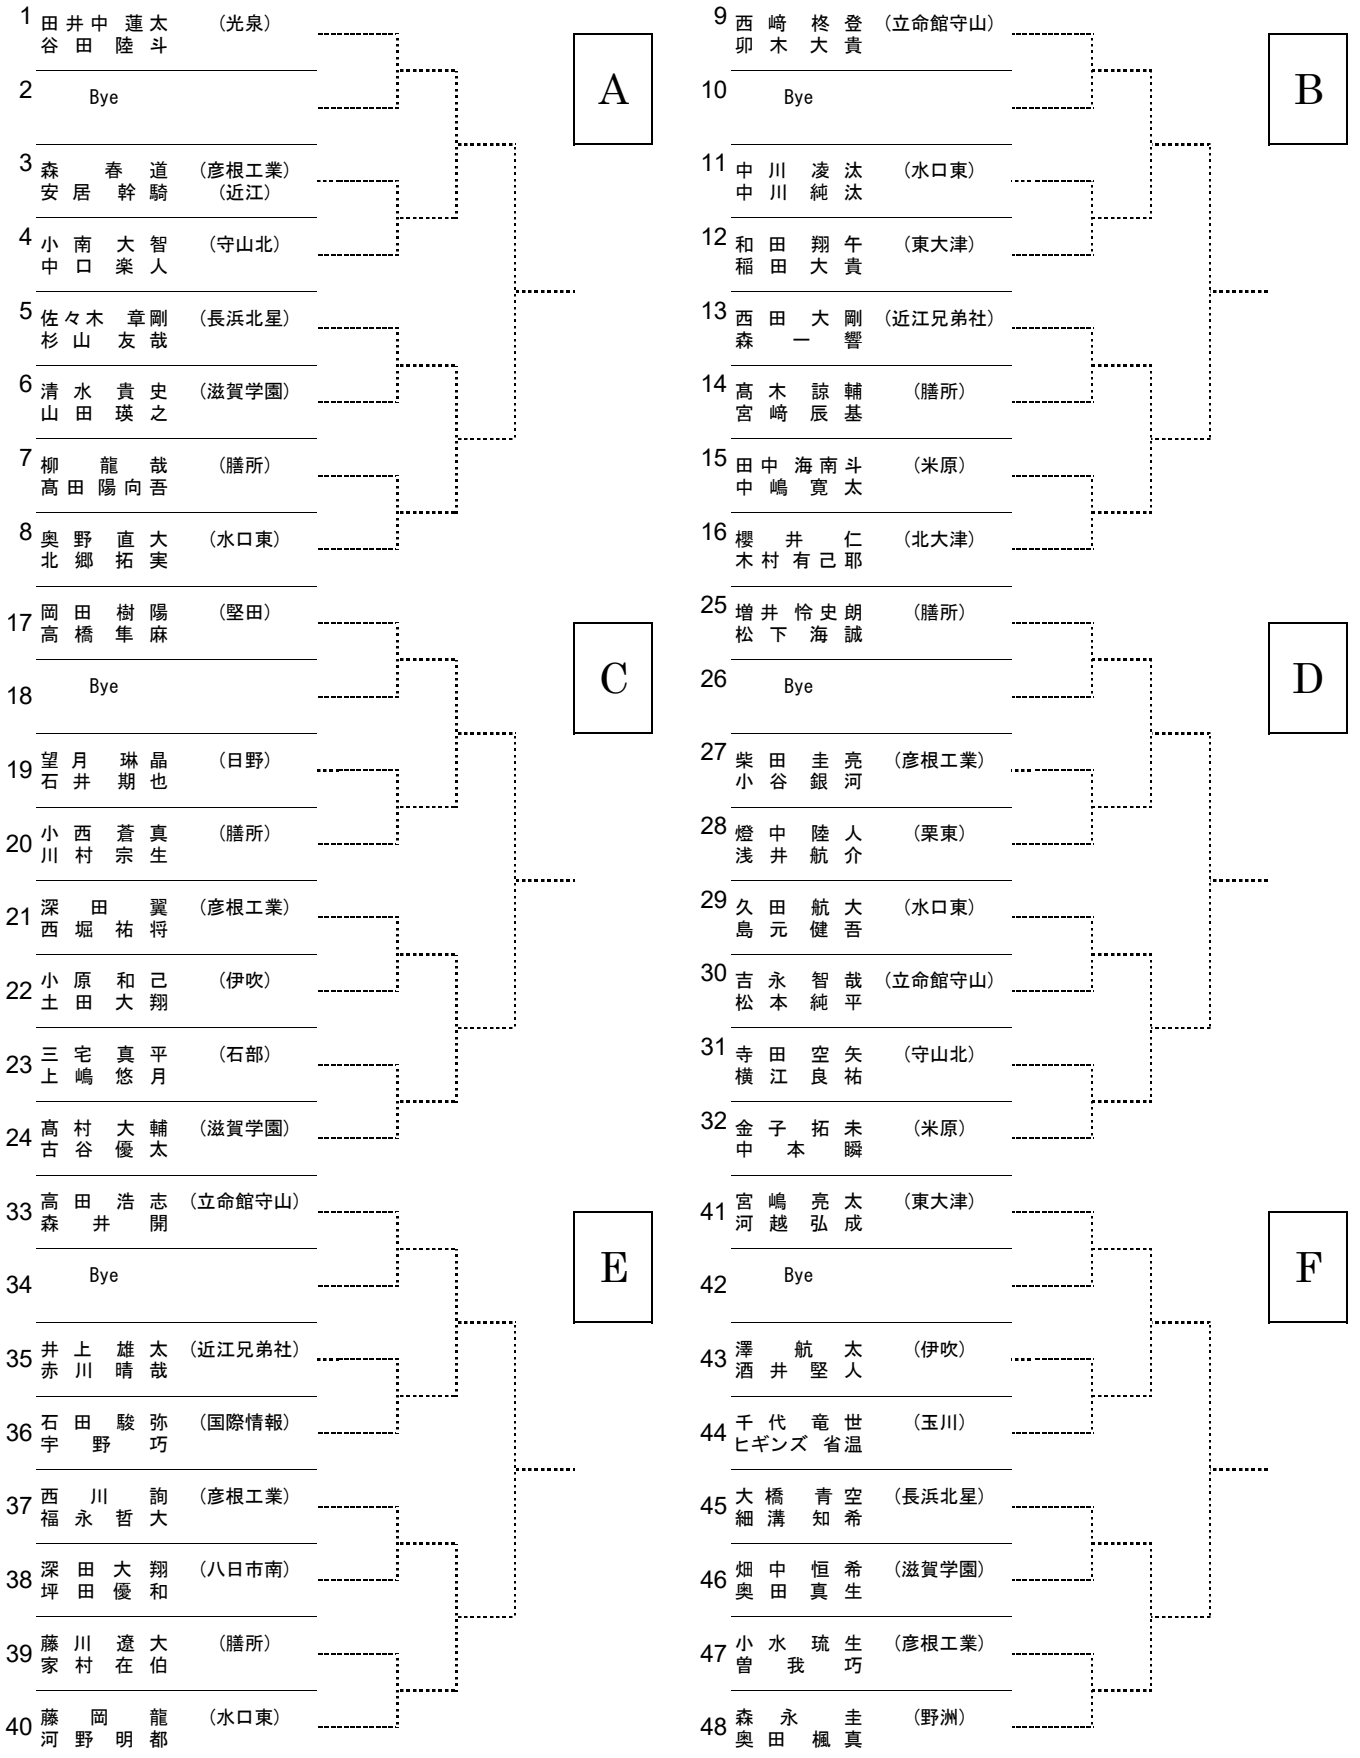 1 田井中 蓮太 （光泉）
谷田 陸斗
A
2 Bye
3 森 春道 （彦根工業）
安居 幹騎 （近江）
4 小南 大智 （守山北）
中口 楽人
5 佐々木 章剛 （長浜北星）
杉山 友哉
6 清水 貴史 （滋賀学園）
山田 瑛之
7 柳 龍哉 （膳所）
髙田 陽向吾
8 奥野 直大 （水口東）
北郷 拓実
9 西﨑 柊登 （立命館守山）
卯木 大貴
B
10 Bye
11 中川 凌汰 （水口東）
中川 純汰
12 和田 翔午 （東大津）
稲田 大貴
13 西田 大剛 （近江兄弟社）
森 一響
14 髙木 諒輔 （膳所）
宮﨑 辰基
15 田中 海南斗 （米原）
中嶋 寛太
16 櫻井 仁 （北大津）
木村 有己耶
17 岡田 樹陽 （堅田）
高橋 隼麻
C
18 Bye
19 望月 琳晶 （日野）
石井 期也
20 小西 蒼真 （膳所）
川村 宗生
21 深田 翼 （彦根工業）
西堀 祐将
22 小原 和己 （伊吹）
土田 大翔
23 三宅 真平 （石部）
上嶋 悠月
24 髙村 大輔 （滋賀学園）
古谷 優太
25 増井 怜史朗 （膳所）
松下 海誠
D
26 Bye
27 柴田 圭亮 （彦根工業）
小谷 銀河
28 燈中 陸人 （栗東）
浅井 航介
29 久田 航大 （水口東）
島元 健吾
30 吉永 智哉 （立命館守山）
松本 純平
31 寺田 空矢 （守山北）
横江 良祐
32 金子 拓未 （米原）
中本 瞬
33 高田 浩志 （立命館守山）
森井 開
E
34 Bye
35 井上 雄太 （近江兄弟社）
赤川 晴哉
36 石田 駿弥 （国際情報）
宇野 巧
37 西川 詢 （彦根工業）
福永 哲大
38 深田 大翔 （八日市南）
坪田 優和
39 藤川 遼大 （膳所）
家村 在伯
40 藤岡 龍 （水口東）
河野 明都
41 宮嶋 亮太 （東大津）
河越 弘成
F
42 Bye
43 澤 航太 （伊吹）
酒井 堅人
44 千代 竜世 （玉川）
ヒギンズ 省温
45 大橋 青空 （長浜北星）
細溝 知希
46 畑中 恒希 （滋賀学園）
奥田 真生
47 小水 琉生 （彦根工業）
曽我 巧
48 森永 圭 （野洲）
奥田 楓真